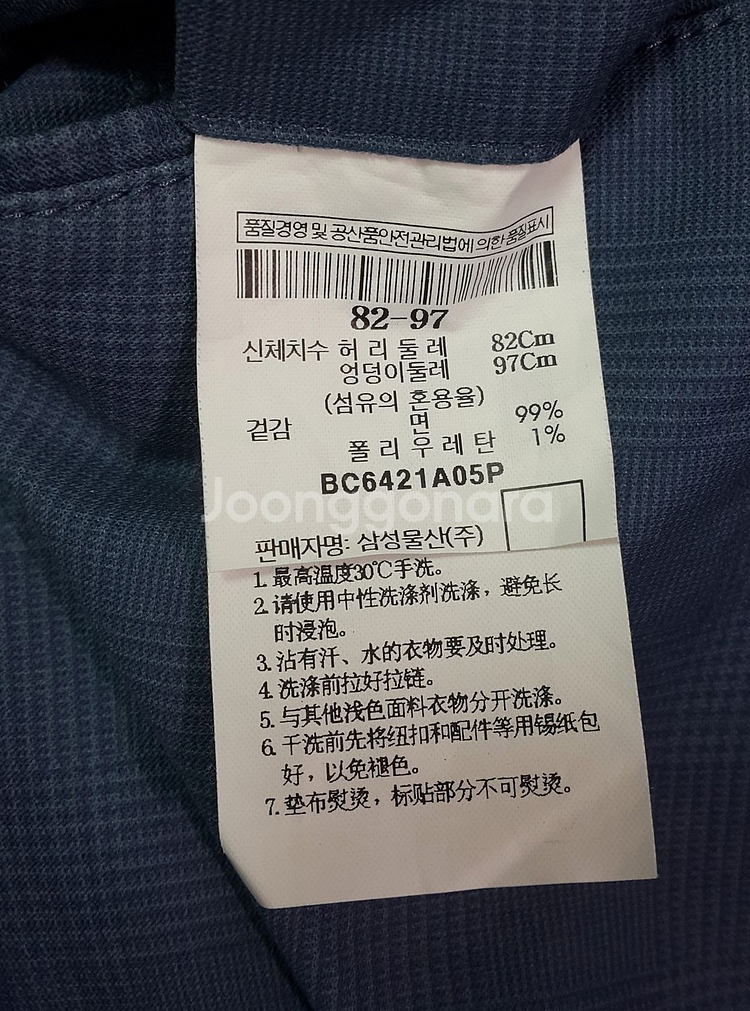 품질경영 및 공산품안전관리법에 의한 품질표시
82-97
신체치수 허 리 둘 레 82Cm
엉덩이둘레 97Cm
(섬유의 혼용율)
겉감 면 99%
폴 리 우 레 탄 1%
BC6421A05P
Joonggonara
판매자명: 삼성물산(주)
1. 最高温度30℃手洗。
2. 请使用中性洗涤剂洗涤，避免长
时浸泡。
3. 沾有汗、水的衣物要及时处理。
4. 洗涤前拉好拉链。
5. 与其他浅色面料衣物分开洗涤。
6. 干洗前先将纽扣和配件等用锡纸包
好，以免褪色。
7. 垫布熨烫，标贴部分不可熨烫。